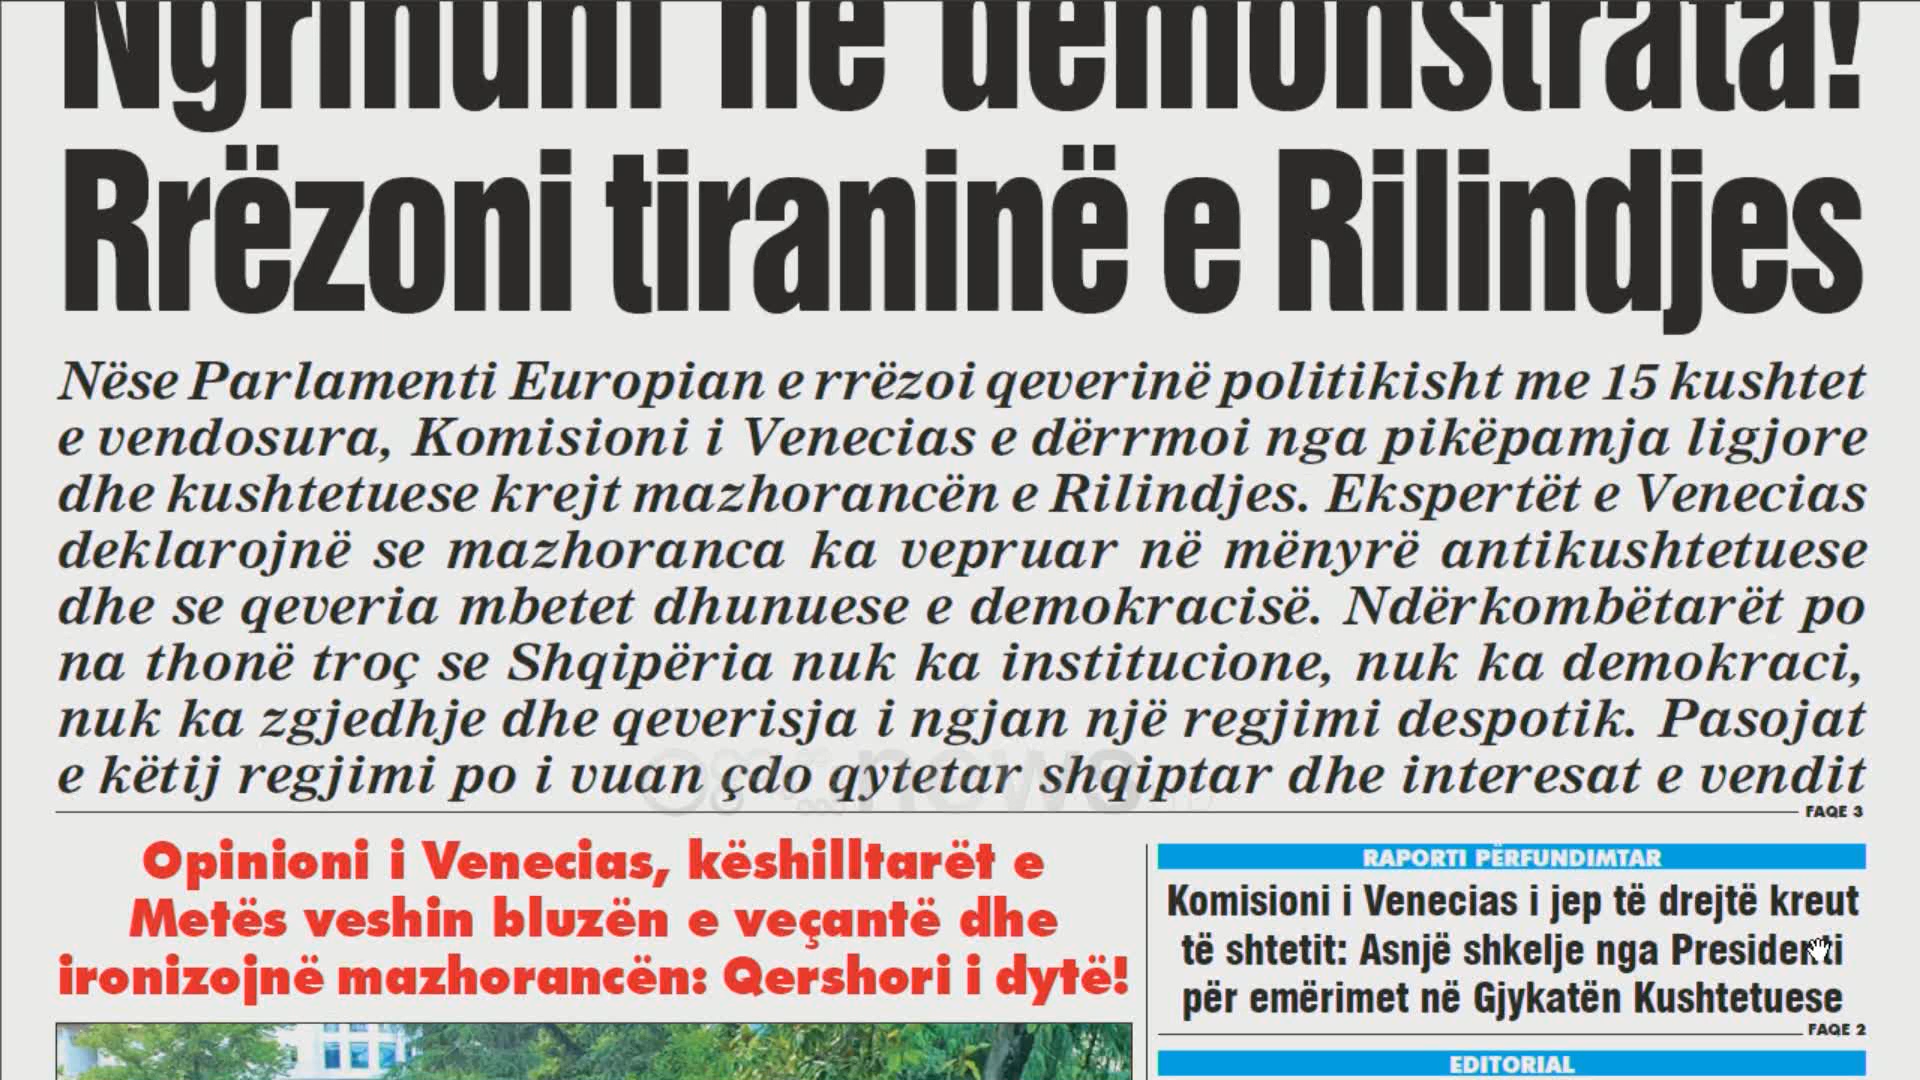 Ngrihuni në demonstrata!
Rrëzoni tiraninë e Rilindjes
Nëse Parlamenti Europian e rrëzoi qeverinë politikisht me 15 kushtet
e vendosura, Komisioni i Venecias e dërrmoi nga pikëpamja ligjore
dhe kushtetuese krejt mazhorancën e Rilindjes. Ekspertët e Venecias
deklarojnë se mazhoranca ka vepruar në mënyrë antikushtetuese
dhe se qeveria mbetet dhunuese e demokracisë. Ndërkombëtarët po
na thonë troç se Shqipëria nuk ka institucione, nuk ka demokraci,
nuk ka zgjedhje dhe qeverisja i ngjan një regjimi despotik. Pasojat
e këtij regjimi po i vuan çdo qytetar shqiptar dhe interesat e vendit
news
FAQE 3
Opinioni i Venecias, këshilltarët e
Metës veshin bluzën e veçantë dhe
ironizojnë mazhorancën: Qershori i dytë!
RAPORTI PËRFUNDIMTAR
Komisioni i Venecias i jep të drejtë kreut
të shtetit: Asnjë shkelje nga Presidenti
për emërimet në Gjykatën Kushtetuese
FAQE 2
EDITORIAL